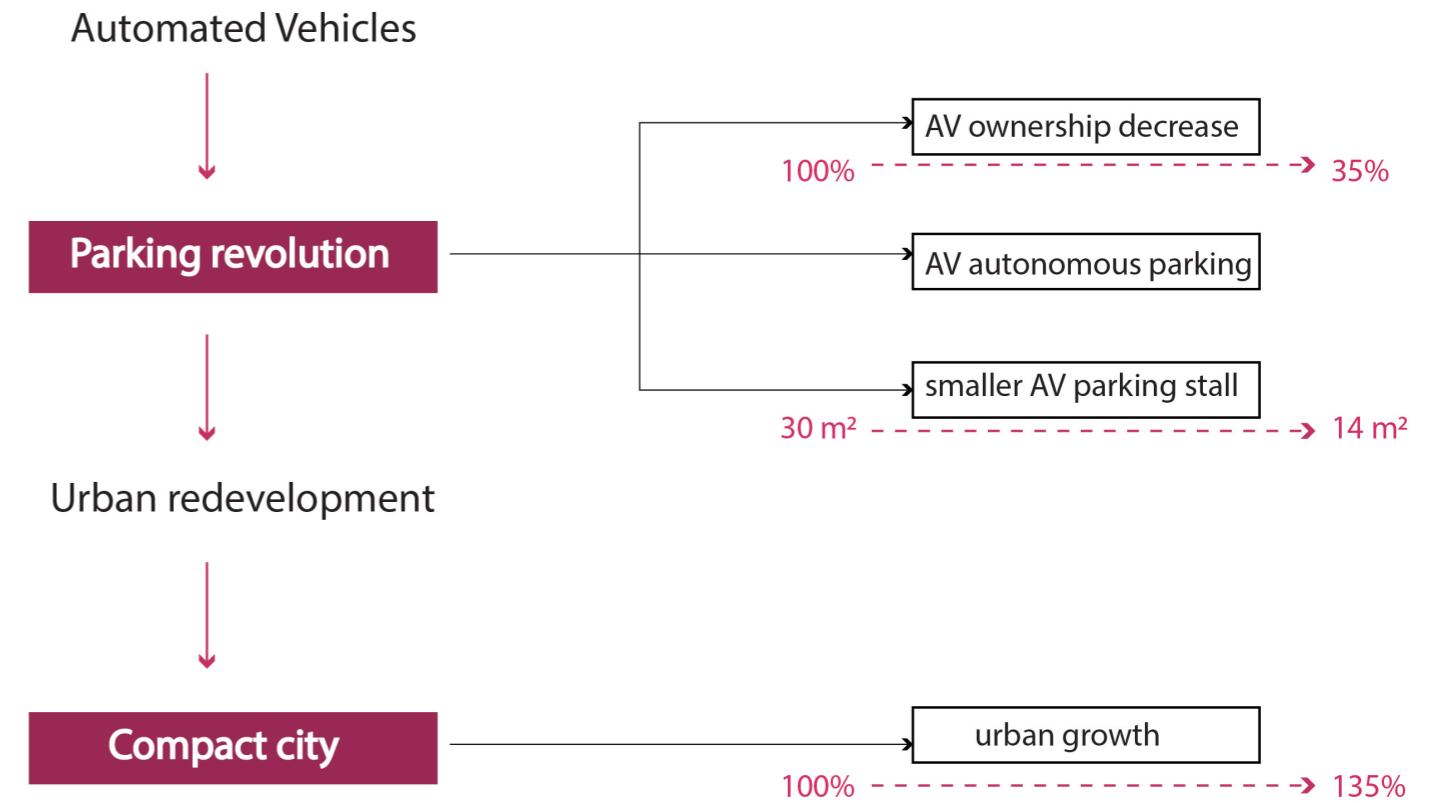 Automated Vehicles
AV ownership decrease
100% 35%
Parking revolution
AV autonomous parking
smaller AV parking stall
30 m² 14 m²
Urban redevelopment
Compact city
urban growth
100% 135%